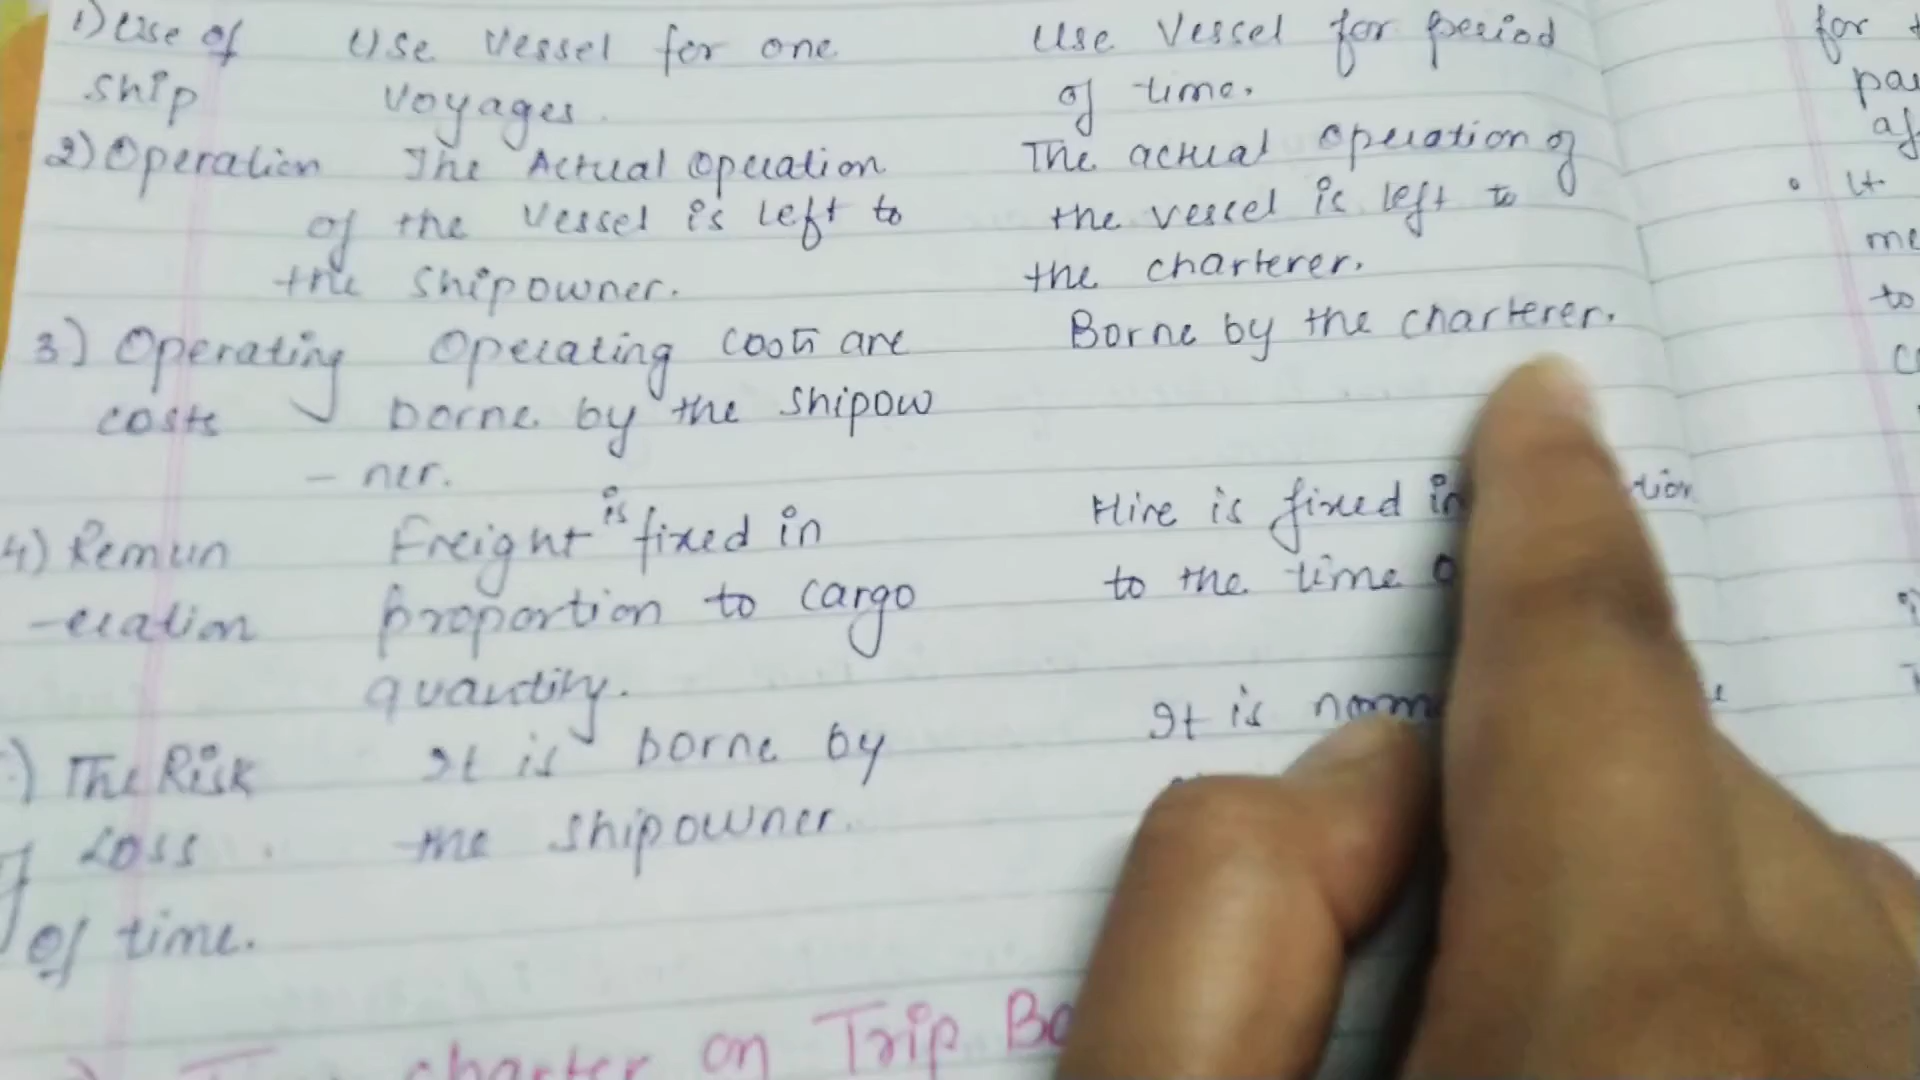 1) Use of Use Vessel for one Use Vessel for period
ship voyages. of time.
2) Operation The Actual operation The actual operation of
of the vessel is left to the vessel is left to
the shipowner. the charterer.
3) Operating Operating costs are Borne by the charterer.
costs borne by the shipow
- ner.
4) Remun Freight is fixed in Hire is fixed in
-eration proportion to cargo to the time
quantity.
) The Risk It is borne by It is
Loss the shipowner.
of time.
charter on Trip
for
It
to